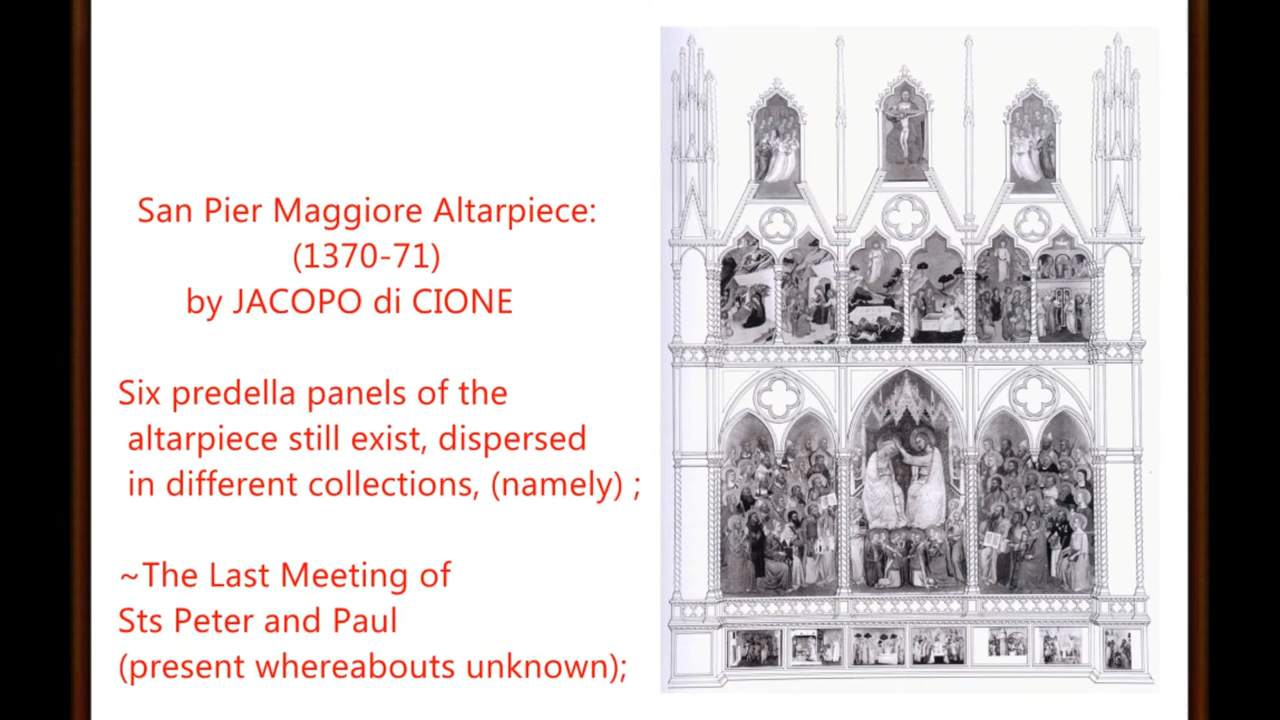 San Pier Maggiore Altarpiece:
(1370-71)
by JACOPO di CIONE
Six predella panels of the
altarpiece still exist, dispersed
in different collections, (namely) ;
~The Last Meeting of
Sts Peter and Paul
(present whereabouts unknown);